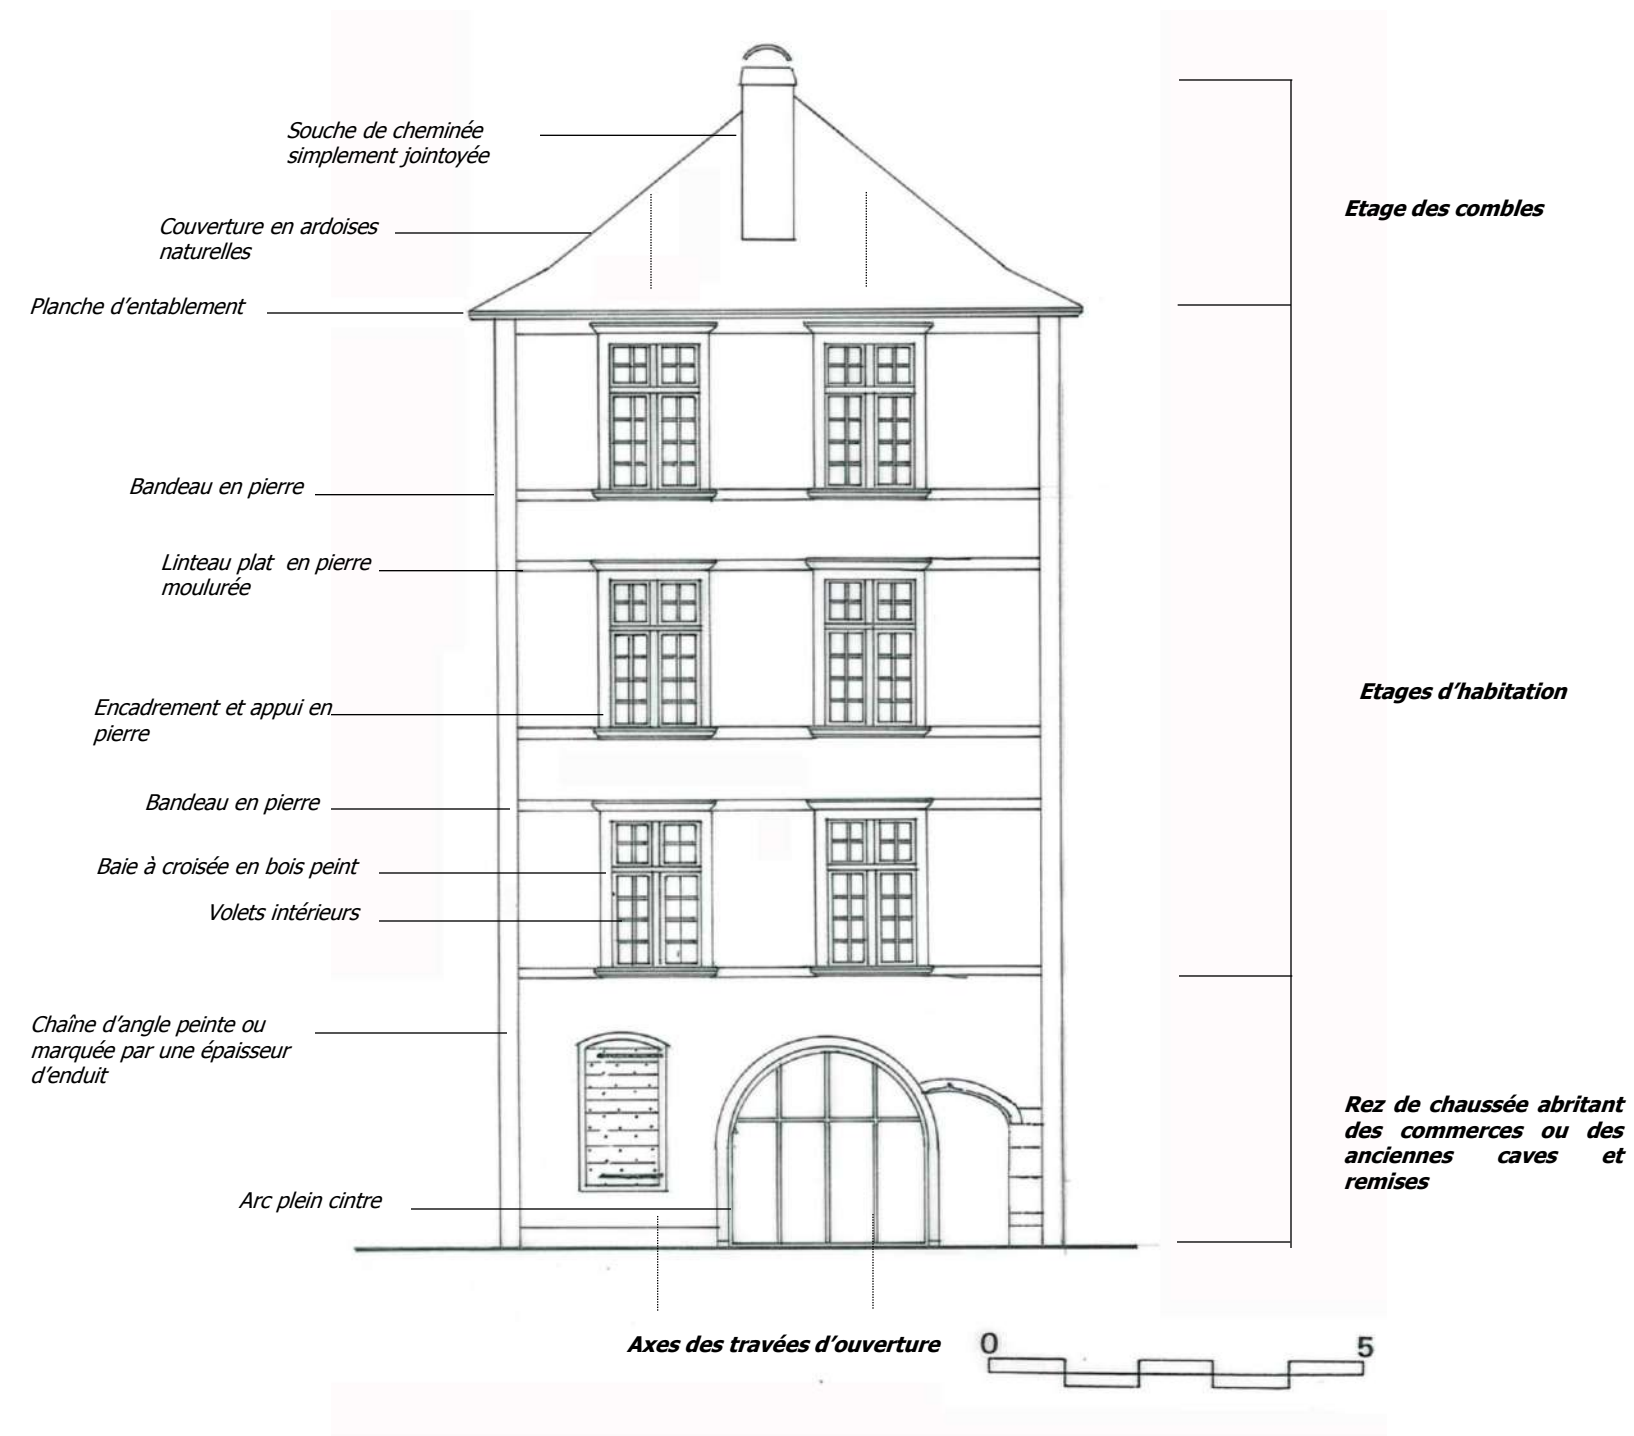 Souche de cheminée
simplement jointoyée
Couverture en ardoises
naturelles
Etage des combles
Planche d'entablement
Bandeau en pierre
Linteau plat  en pierre
moulurée
Encadrement et appui en
pierre
Etages d'habitation
Bandeau en pierre
Baie à croisée en bois peint
Volets intérieurs
Chaîne d'angle peinte ou
marquée par une épaisseur
d'enduit
Rez de chaussée abritant
des commerces ou des
anciennes caves et
remises
Arc plein cintre
Axes des travées d'ouverture
0 5